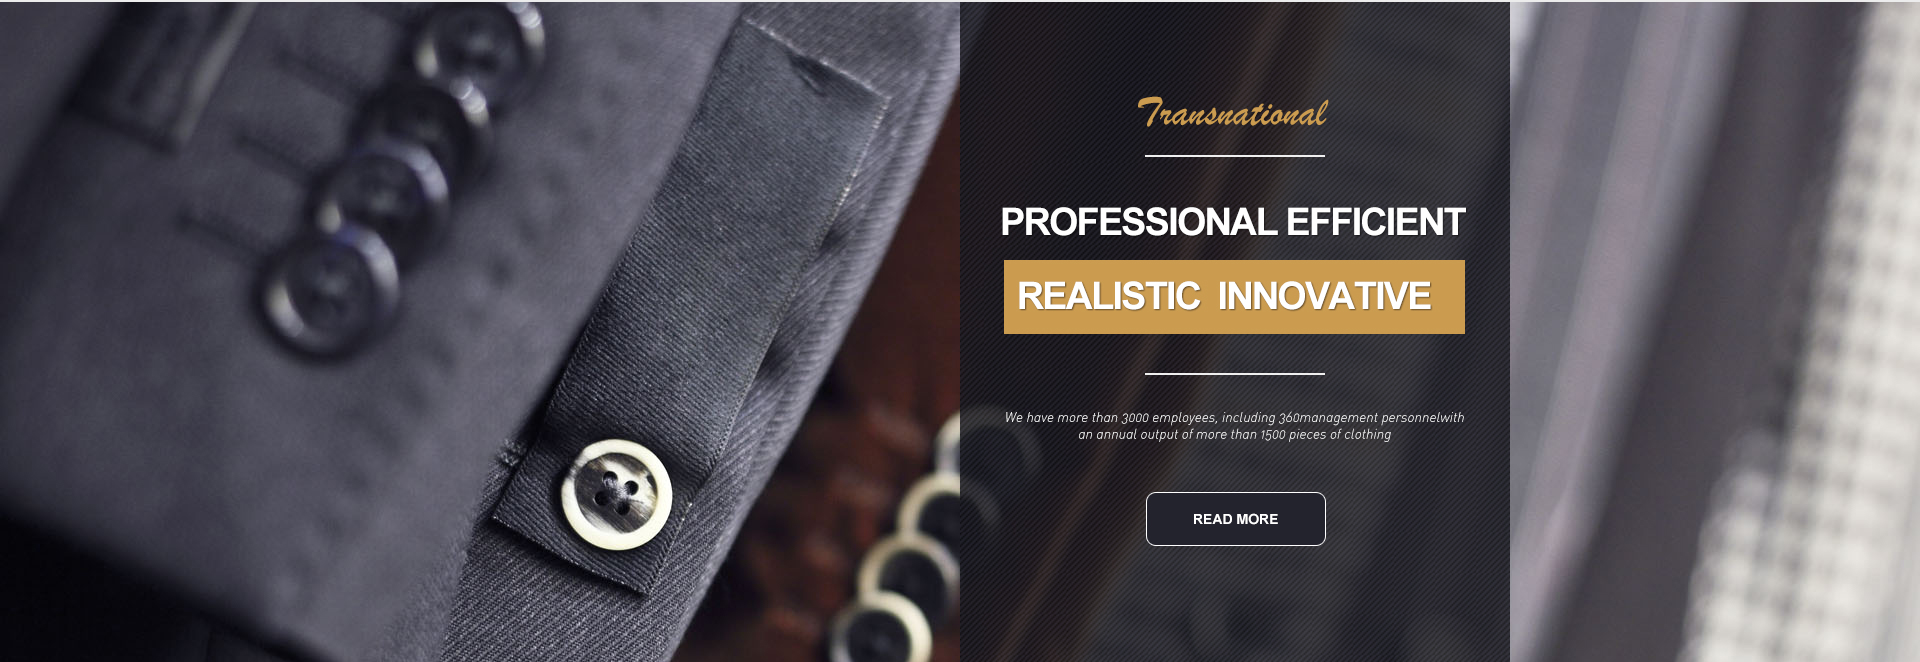 Transnational
PROFESSIONAL EFFICIENT
REALISTIC INNOVATIVE
We have more than 3000 employees, including 360management personnelwith
an annual output of more than 1500 pieces of clothing
READ MORE